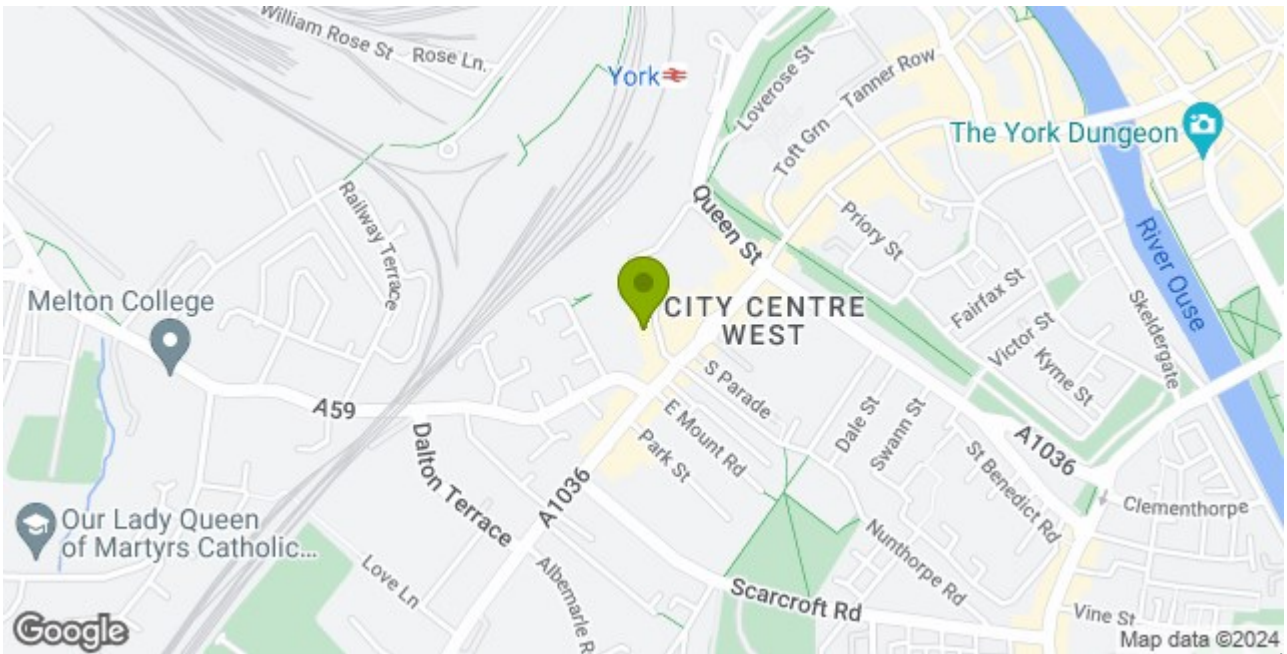 William Rose St
Rose Ln.
York
Loverose St
Tanner Row
Toft Grn
The York Dungeon
Railway Terrace
Queen St
Priory St
River Ouse
Melton College
CITY CENTRE
WEST
Fairfax St
Victor St
Kyme St
Skeldergate
A59
S Parade
Dale St
Swann St
E Mount Rd
Park St
A1036
St Benedict Rd
Dalton Terrace
A1036
Clementhorpe
Our Lady Queen
of Martyrs Catholic...
Love Ln
Albemarle R
Nunthorpe Rd
Scarcroft Rd
Vine St
Google
Map data ©2024